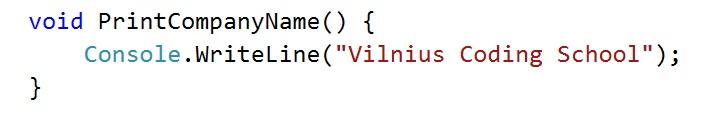 void PrintCompanyName() {
    Console.WriteLine("Vilnius Coding School");
}